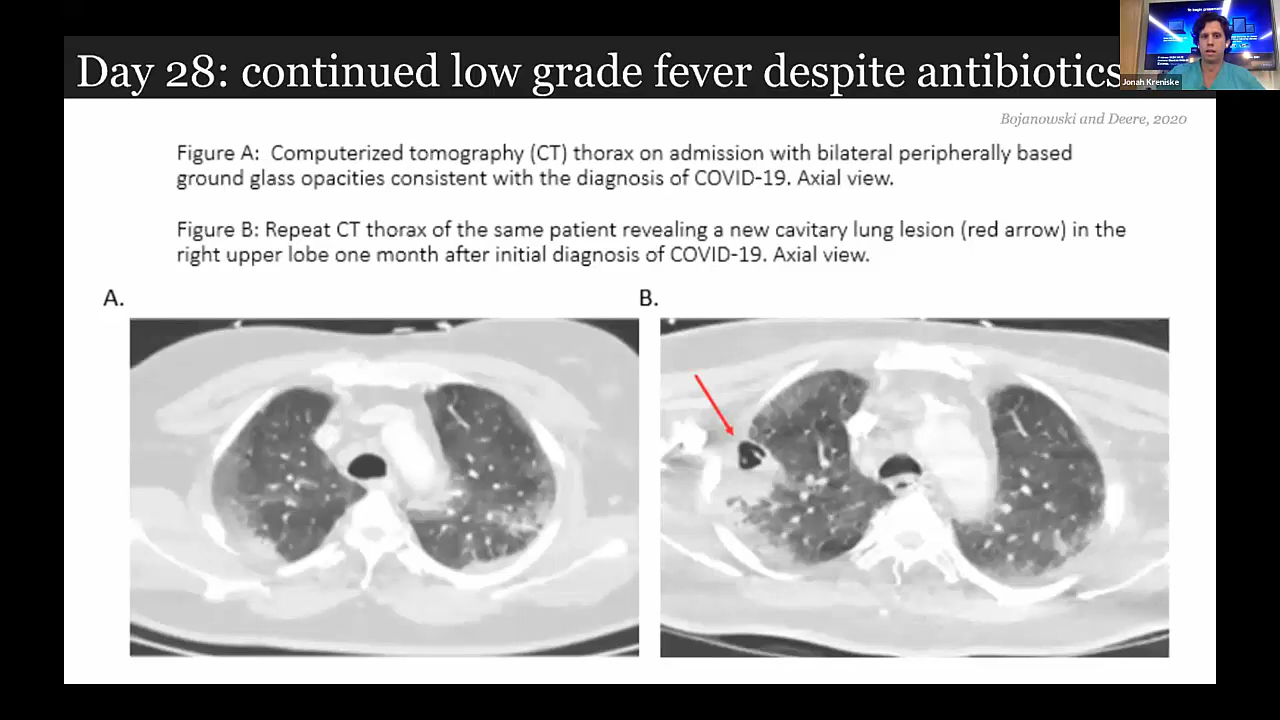 Day 28: continued low grade fever despite antibiotics
Jonah Kreniske
Bojanowski and Deere, 2020
Figure A: Computerized tomography (CT) thorax on admission with bilateral peripherally based
ground glass opacities consistent with the diagnosis of COVID-19. Axial view.
Figure B: Repeat CT thorax of the same patient revealing a new cavitary lung lesion (red arrow) in the
right upper lobe one month after initial diagnosis of COVID-19. Axial view.
A.
B.